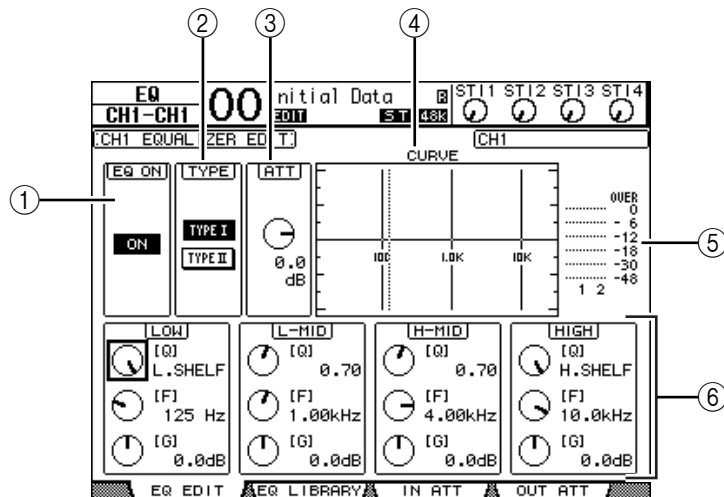 ② ③ ④
EQ
CH1-CH1
00
nitial Data
EDIT
R
ST 48k
STI1 STI2 STI3 STI4
CH1 EQUALIZER EDIT
CH1
① EQ ON
ON
TYPE
TYPE I
TYPE II
ATT
0.0
dB
CURVE
100 1.0K 10K
OVER
0
-6
-12
-18
-30
-48
1 2
⑤
LOW
[Q]
L.SHELF
[F]
125 Hz
[G]
0.0dB
L-MID
[Q]
0.70
[F]
1.00kHz
[G]
0.0dB
H-MID
[Q]
0.70
[F]
4.00kHz
[G]
0.0dB
HIGH
[Q]
H.SHELF
[F]
10.0kHz
[G]
0.0dB
⑥
EQ EDIT EQ LIBRARY IN ATT OUT ATT